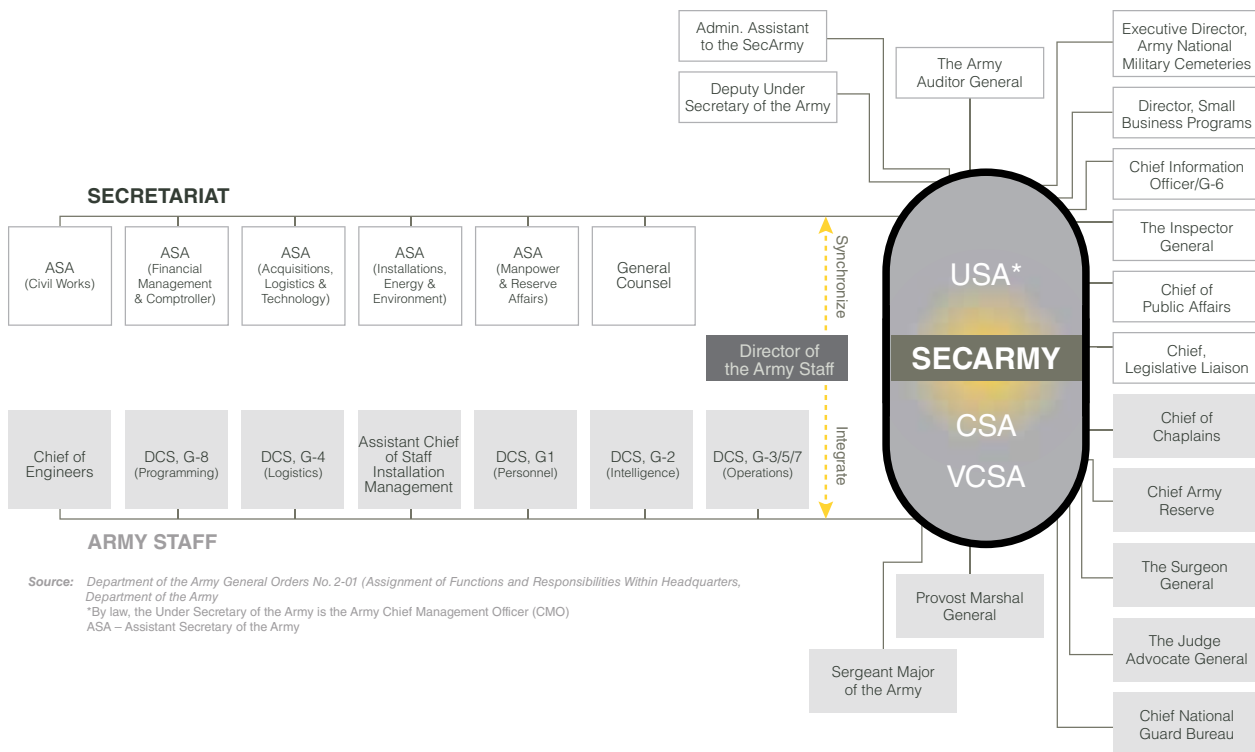 Admin. Assistant
to the SecArmy
Deputy Under
Secretary of the Army
The Army
Auditor General
Executive Director,
Army National
Military Cemeteries
Director, Small
Business Programs
Chief Information
Officer/G-6
The Inspector
General
Chief of
Public Affairs
Chief,
Legislative Liaison
SECRETARIAT
ASA
(Civil Works)
ASA
(Financial
Management
& Comptroller)
ASA
(Acquisitions,
Logistics &
Technology)
ASA
(Installations,
Energy &
Environment)
ASA
(Manpower
& Reserve
Affairs)
General
Counsel
Synchronize
Director of
the Army Staff
Integrate
USA*
SECARMY
CSA
VCSA
Chief of
Engineers
DCS, G-8
(Programming)
DCS, G-4
(Logistics)
Assistant Chief
of Staff
Installation
Management
DCS, G1
(Personnel)
DCS, G-2
(Intelligence)
DCS, G-3/5/7
(Operations)
ARMY STAFF
Chief of
Chaplains
Chief Army
Reserve
The Surgeon
General
The Judge
Advocate General
Chief National
Guard Bureau
Provost Marshal
General
Sergeant Major
of the Army
Source: Department of the Army General Orders No. 2-01 (Assignment of Functions and Responsibilities Within Headquarters,
Department of the Army
*By law, the Under Secretary of the Army is the Army Chief Management Officer (CMO)
ASA – Assistant Secretary of the Army